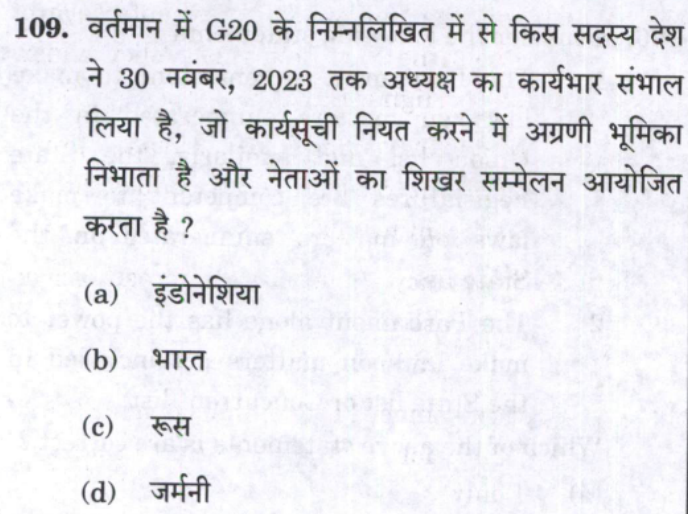 109. वर्तमान में G20 के निम्नलिखित में से किस सदस्य देश
ने 30 नवंबर, 2023 तक अध्यक्ष का कार्यभार संभाल
लिया है, जो कार्यसूची नियत करने में अग्रणी भूमिका
निभाता है और नेताओं का शिखर सम्मेलन आयोजित
करता है ?
(a) इंडोनेशिया
(b) भारत
(c) रूस
(d) जर्मनी